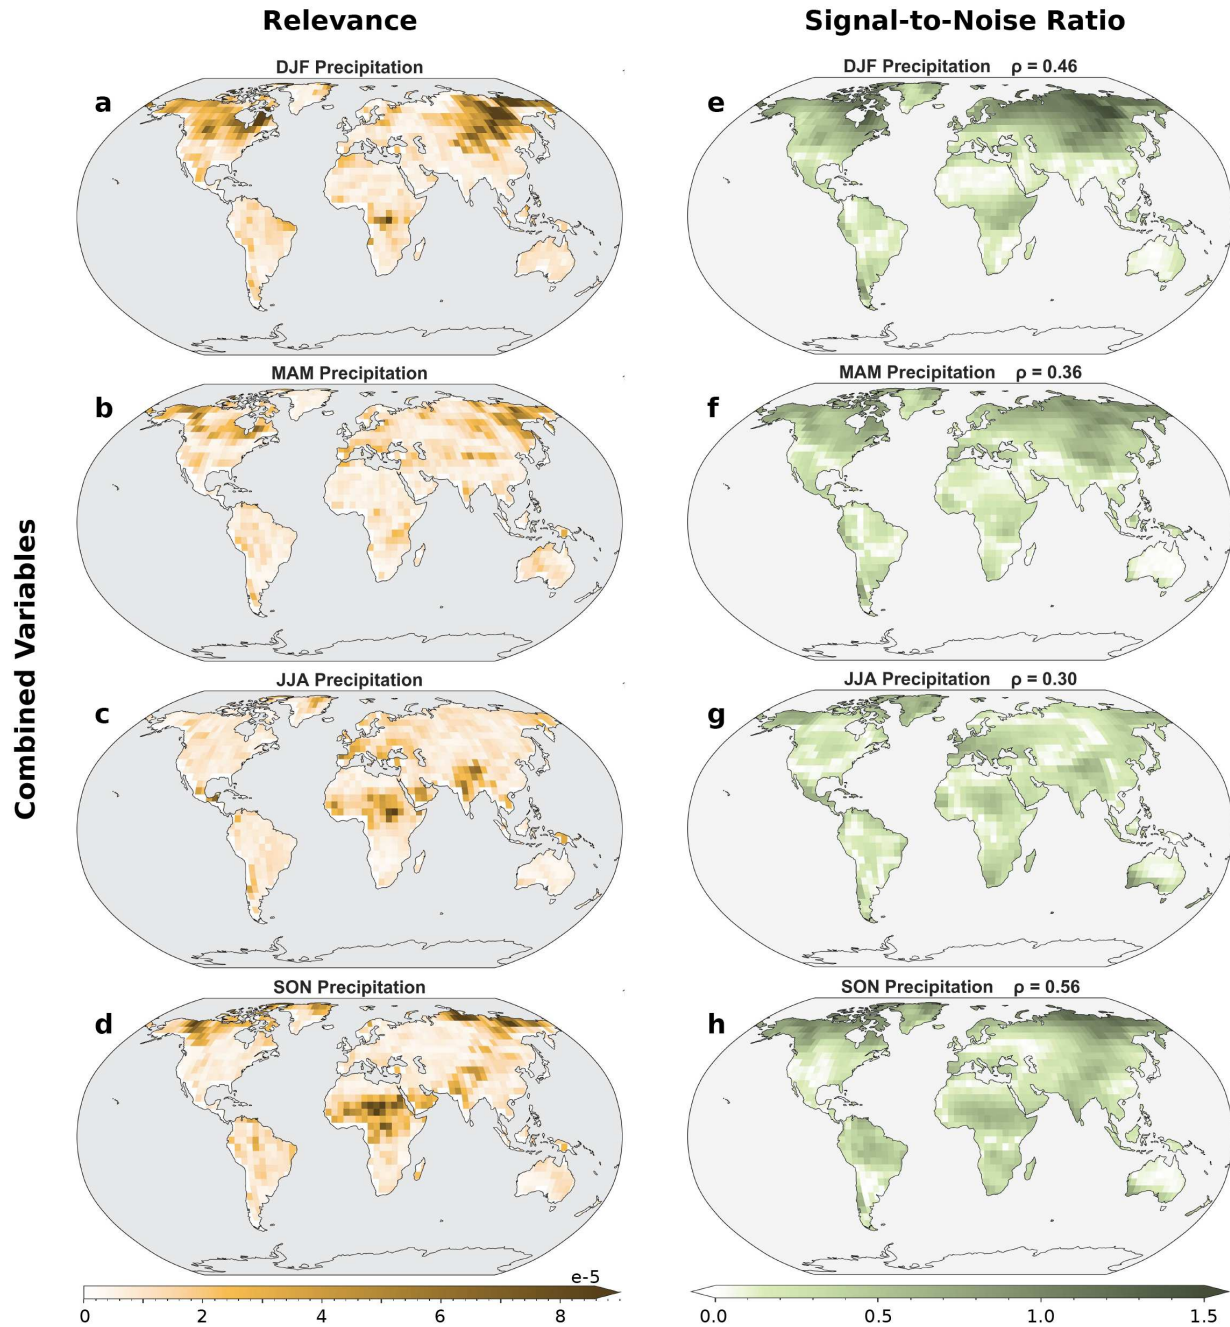 Relevance
Signal-to-Noise Ratio
Combined Variables
DJF Precipitation
a
DJF Precipitation ρ = 0.46
e
MAM Precipitation
b
MAM Precipitation ρ = 0.36
f
JJA Precipitation
c
JJA Precipitation ρ = 0.30
g
SON Precipitation
d
SON Precipitation ρ = 0.56
h
e-5
0 2 4 6 8
0.0 0.5 1.0 1.5